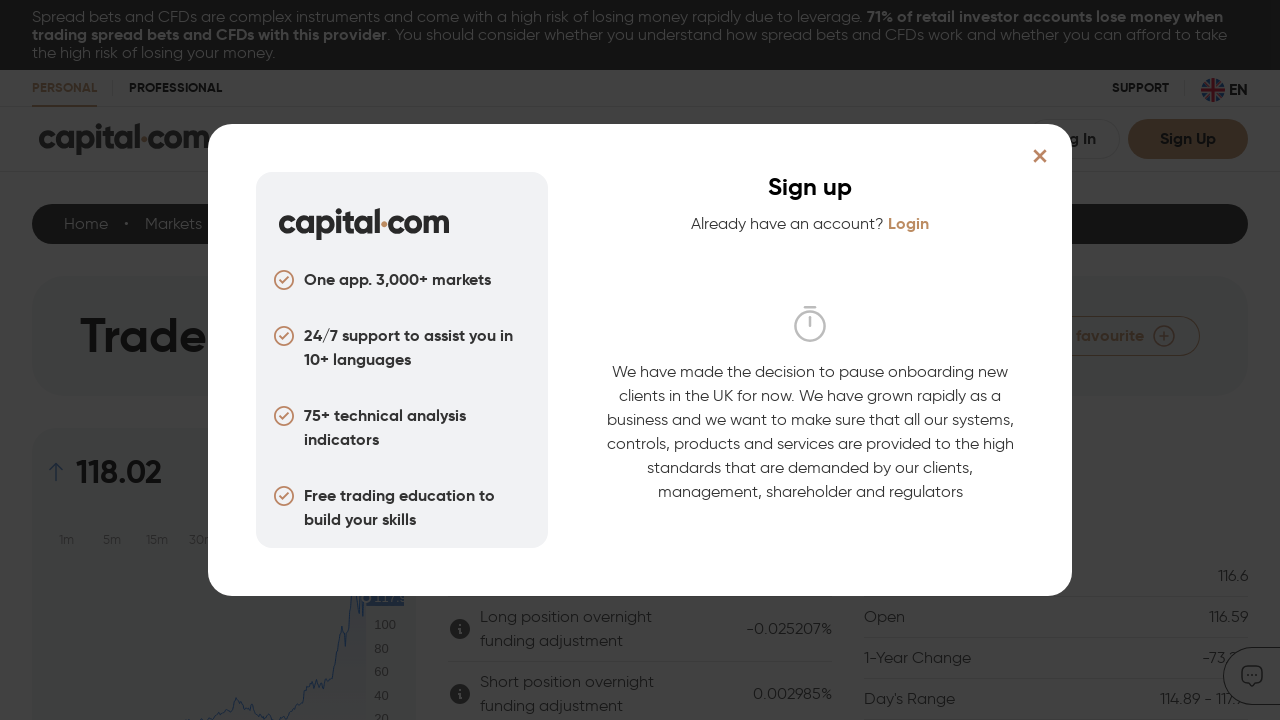 Spread bets and CFDs are complex instruments and come with a high risk of losing money rapidly due to leverage. 71% of retail investor accounts lose money when
trading spread bets and CFDs with this provider. You should consider whether you understand how spread bets and CFDs work and whether you can afford to take
the high risk of losing your money.
PERSONAL PROFESSIONAL SUPPORT EN
capital.com Log In Sign Up
Home • Markets
Trade favourite
118.02
1m 5m 15m 30m
capital.com
One app. 3,000+ markets
24/7 support to assist you in
10+ languages
75+ technical analysis
indicators
Free trading education to
build your skills
Sign up
Already have an account? Login
We have made the decision to pause onboarding new
clients in the UK for now. We have grown rapidly as a
business and we want to make sure that all our systems,
controls, products and services are provided to the high
standards that are demanded by our clients,
management, shareholder and regulators
100
80
60
40
20
Long position overnight
funding adjustment
-0.025207%
Short position overnight
funding adjustment
0.002985%
116.6
Open 116.59
1-Year Change
Day's Range